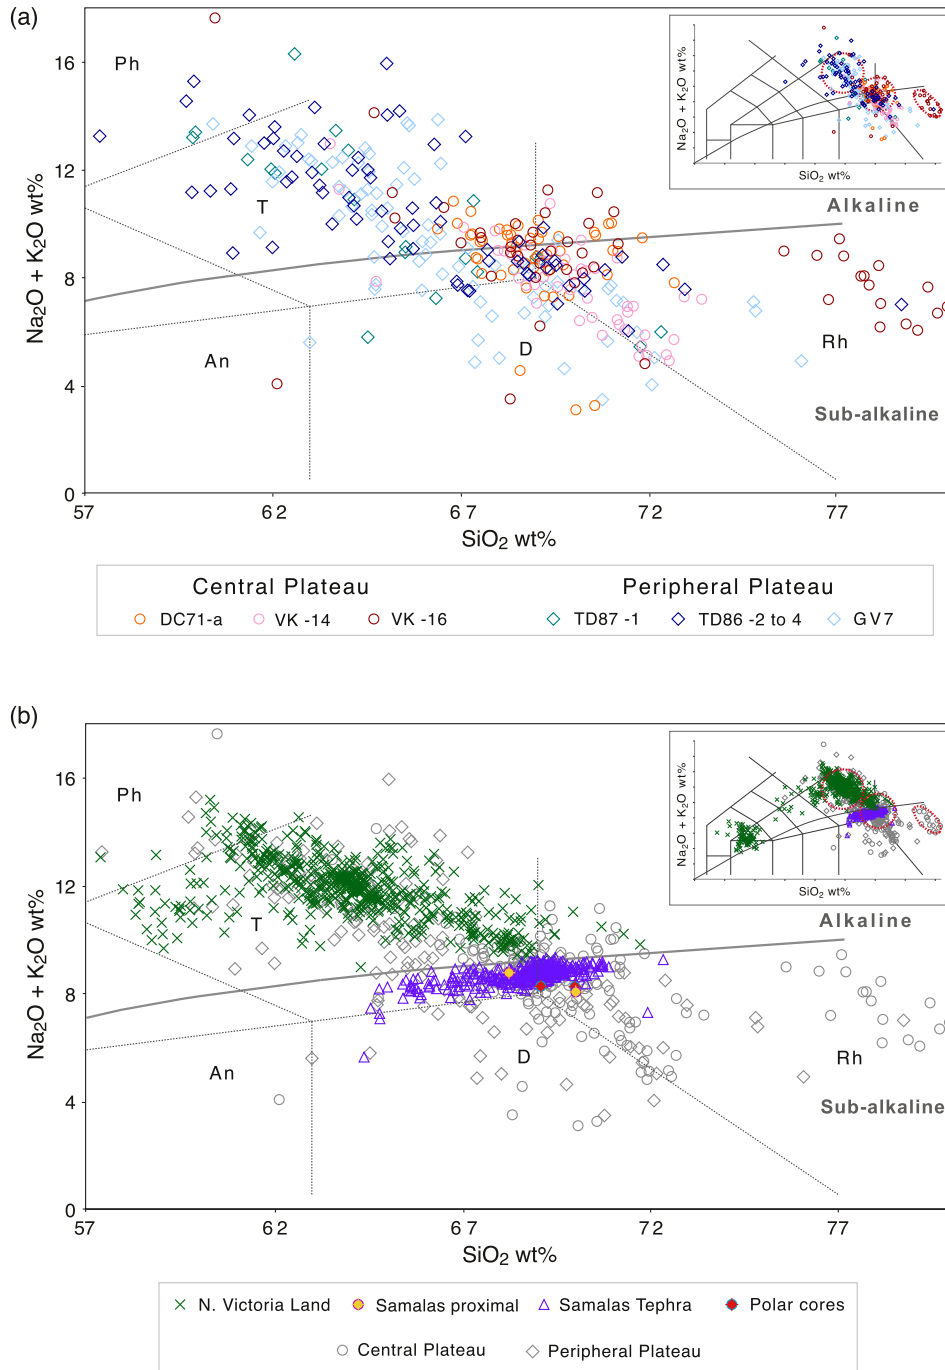 (a)
Na₂O + K₂O wt%
16
12
8
4
0
Ph
T
An
D
Rh
Alkaline
Sub-alkaline
Na₂O + K₂O wt%
SiO₂ wt%
57
62
67
72
77
SiO₂ wt%
Central Plateau
Peripheral Plateau
DC71-a
VK -14
VK -16
TD87 -1
TD86 -2 to 4
GV7
(b)
Na₂O + K₂O wt%
16
12
8
4
0
Ph
T
An
D
Rh
Alkaline
Sub-alkaline
Na₂O + K₂O wt%
SiO₂ wt%
57
62
67
72
77
SiO₂ wt%
N. Victoria Land
Samalas proximal
Samalas Tephra
Polar cores
Central Plateau
Peripheral Plateau